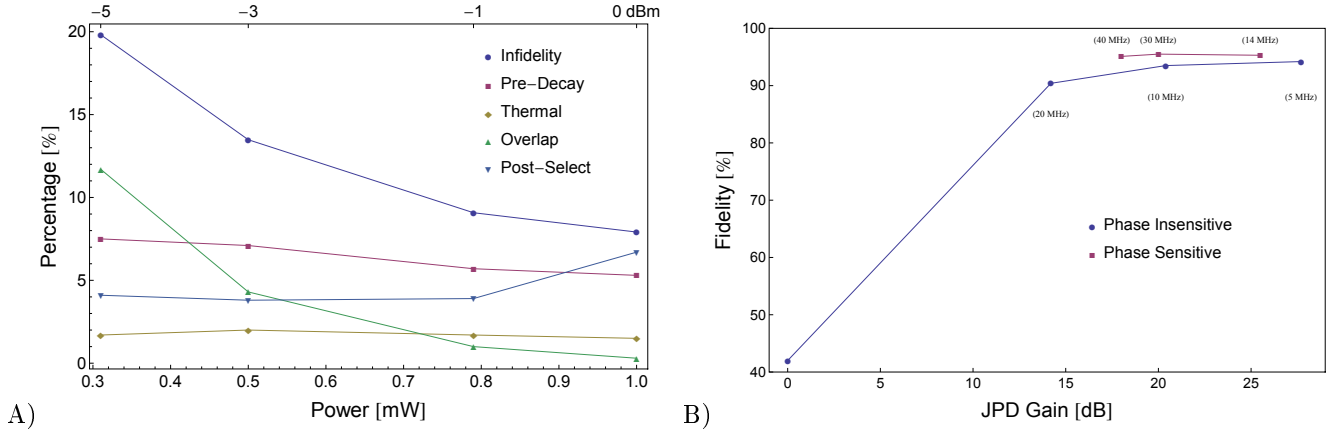 −5 −3 −1 0 dBm
20
15
10
5
0
Percentage [%]
Infidelity
Pre−Decay
Thermal
Overlap
Post−Select
0.3 0.4 0.5 0.6 0.7 0.8 0.9 1.0
Power [mW]
A)
100
90
80
70
60
50
40
Fidelity [%]
(40 MHz) (30 MHz) (14 MHz)
(20 MHz) (10 MHz) (5 MHz)
Phase Insensitive
Phase Sensitive
0 5 10 15 20 25
JPD Gain [dB]
B)